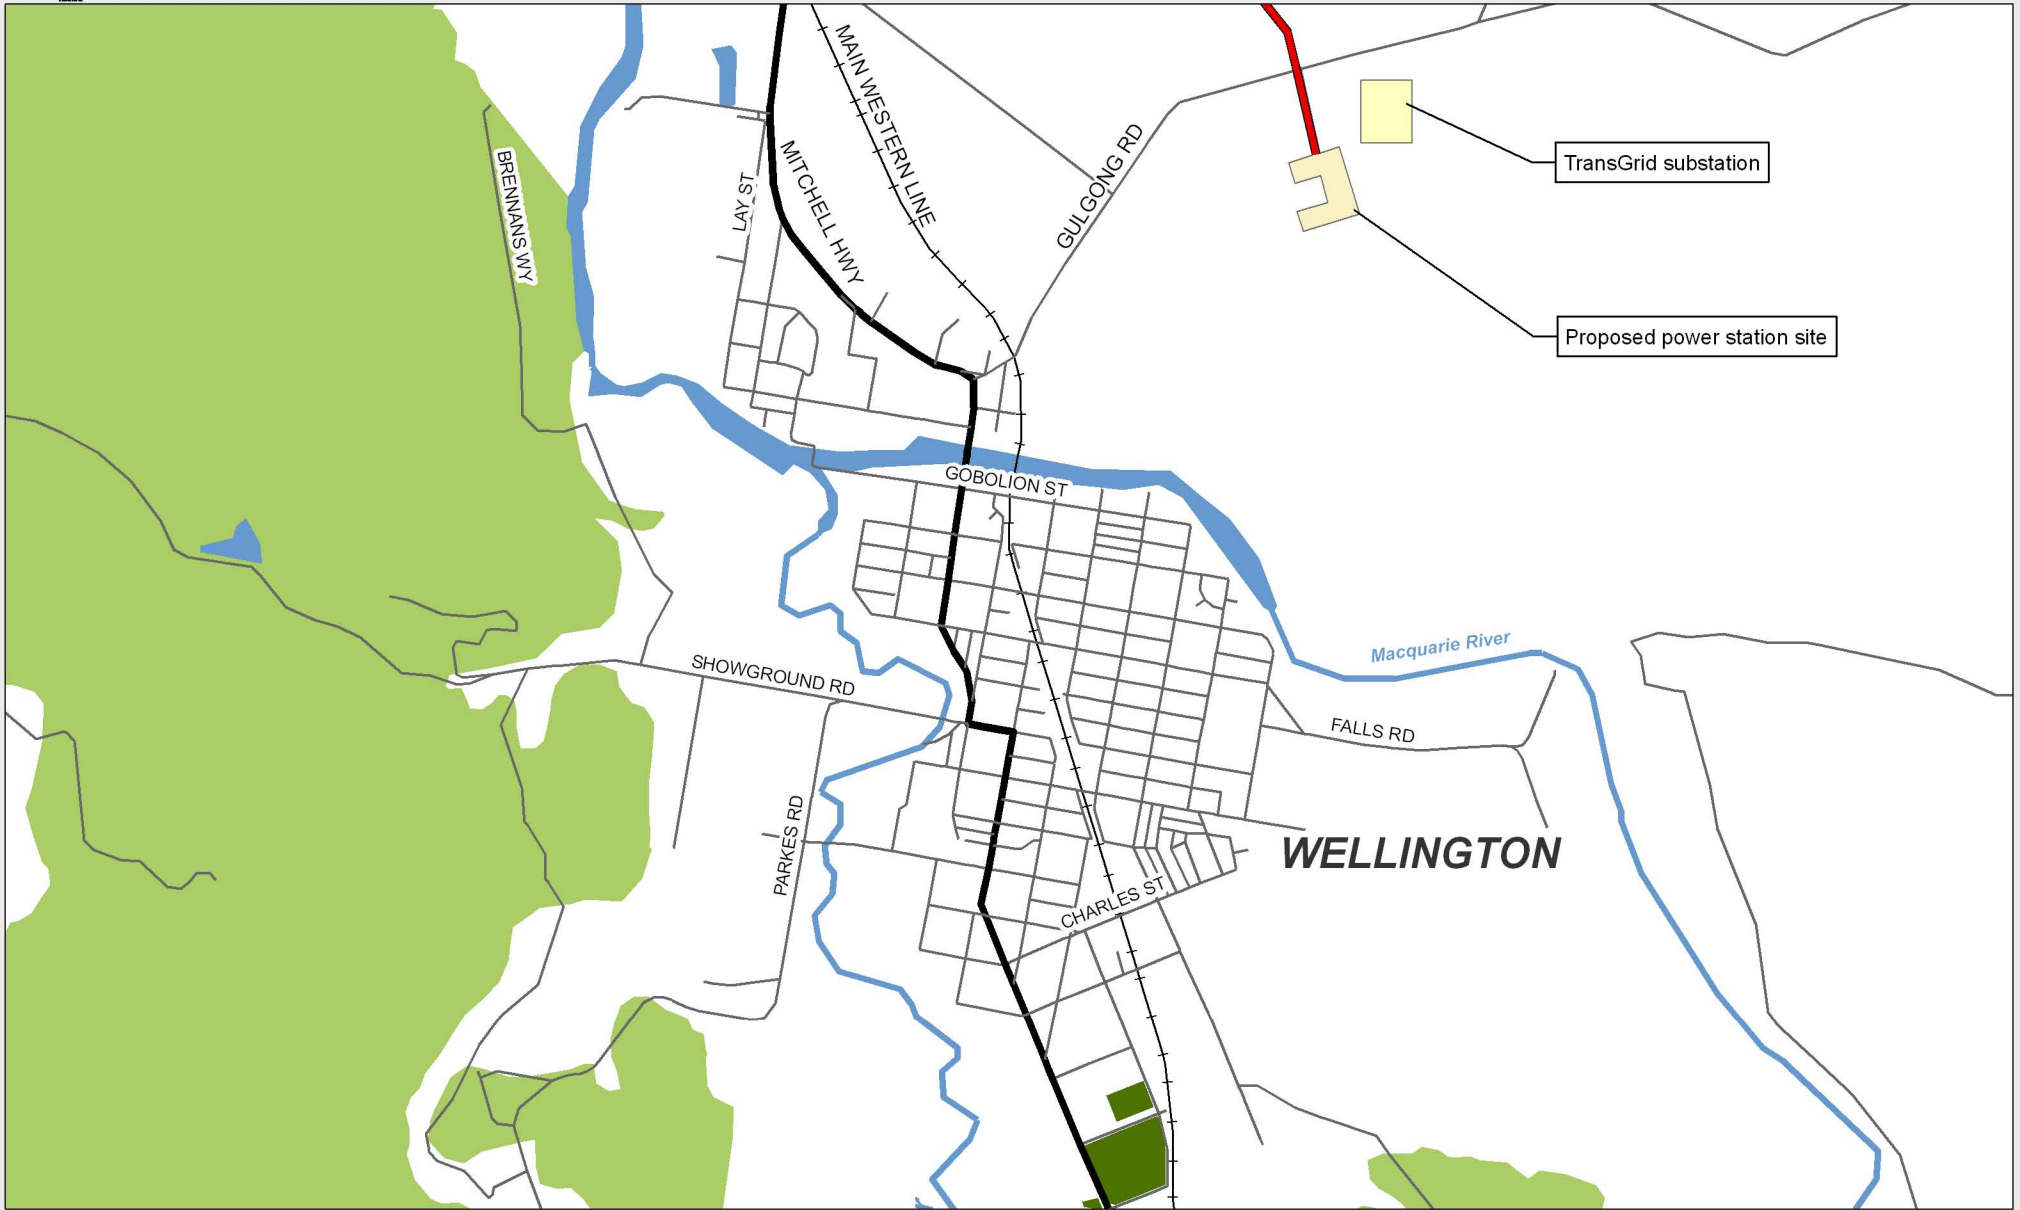 MAIN WESTERN LINE
MITCHELL HWY
LAY ST
BRENNANS WY
GULGONG RD
TransGrid substation
Proposed power station site
GOBOLION ST
Macquarie River
SHOWGROUND RD
FALLS RD
PARKES RD
WELLINGTON
CHARLES ST